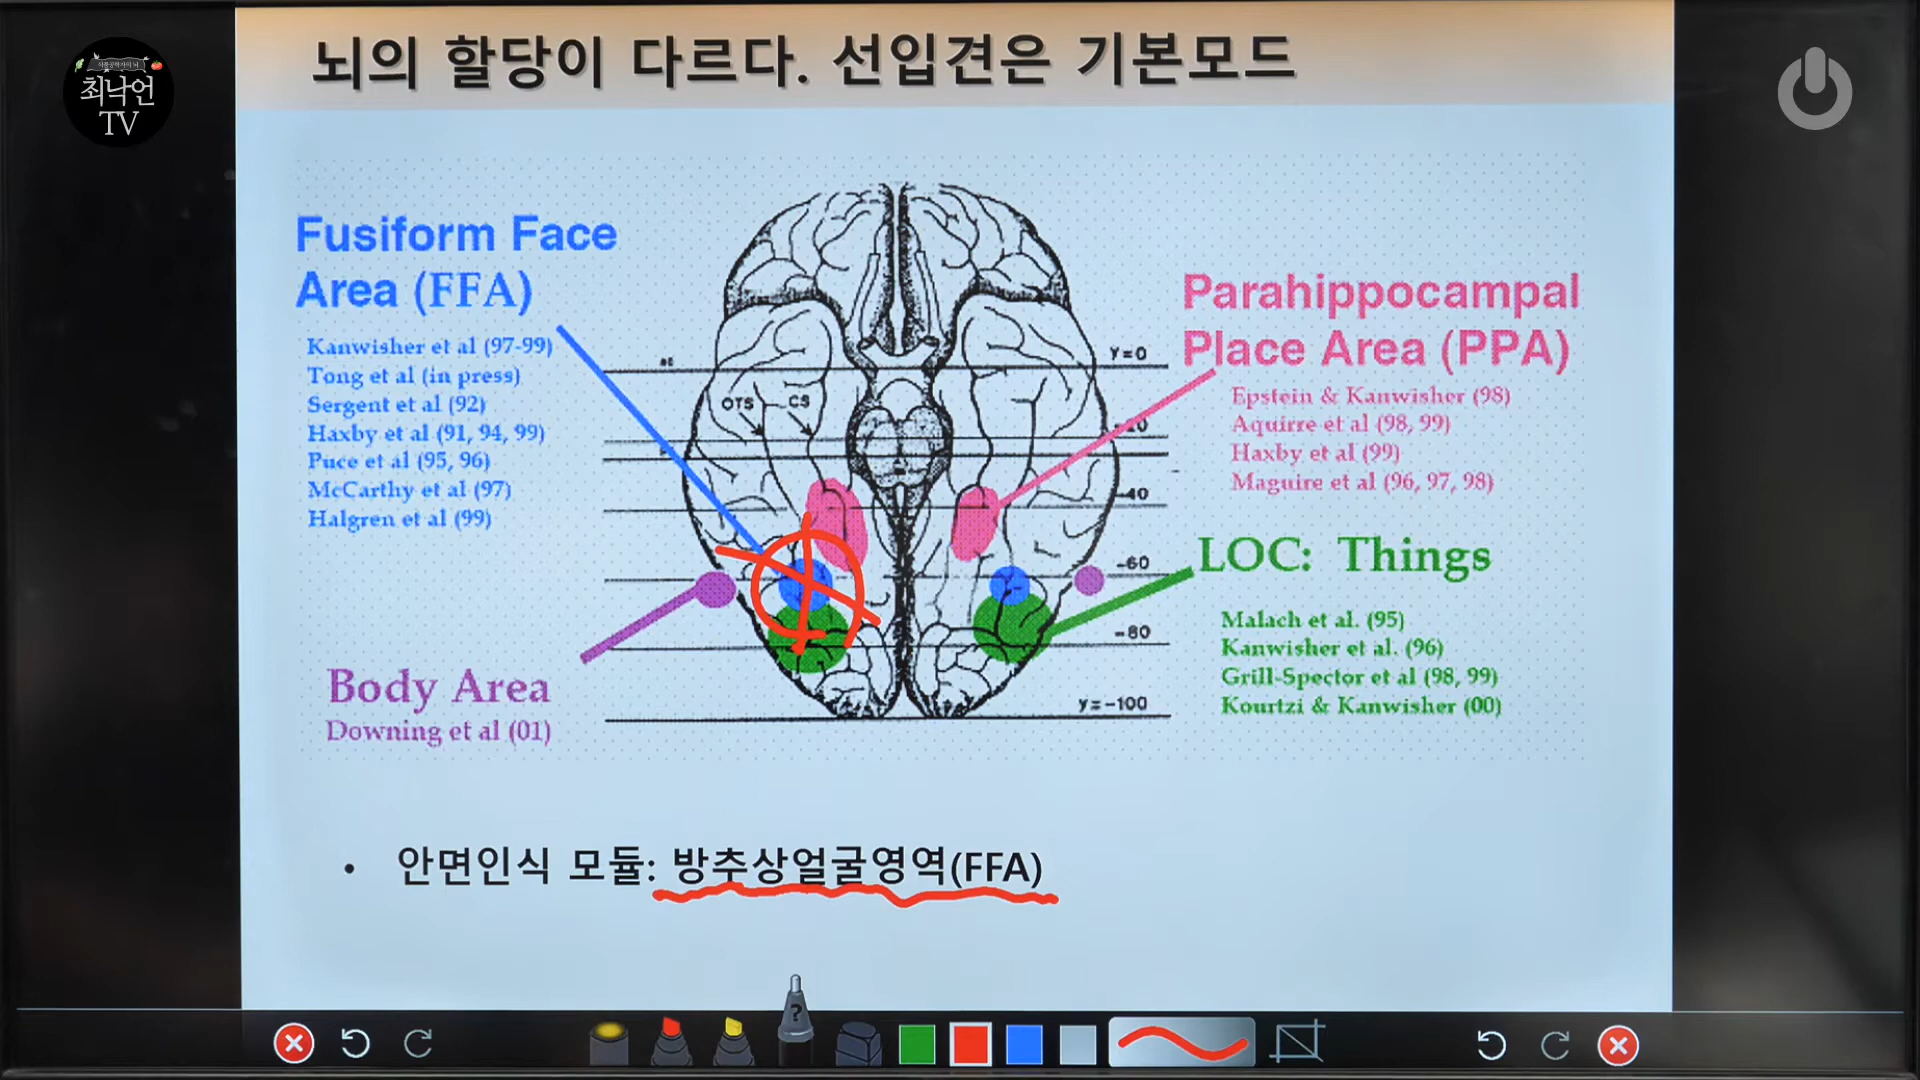 뇌의 할당이 다르다. 선입견은 기본모드
최낙언
TV
Fusiform Face
Area (FFA)
Kanwisher et al (97-99)
Tong et al (in press)
Sergent et al (92)
Haxby et al (91, 94, 99)
Puce et al (95, 96)
McCarthy et al (97)
Halgren et al (99)
Parahippocampal
Place Area (PPA)
Epstein & Kanwisher (98)
Aquirre et al (98, 99)
Haxby et al (99)
Maguire et al (96, 97, 98)
y=0
OTS
CS
-40
-60
-80
y=-100
LOC: Things
Malach et al. (95)
Kanwisher et al. (96)
Grill-Spector et al (98, 99)
Kourtzi & Kanwisher (00)
Body Area
Downing et al (01)
• 안면인식 모듈: 방추상얼굴영역(FFA)
?